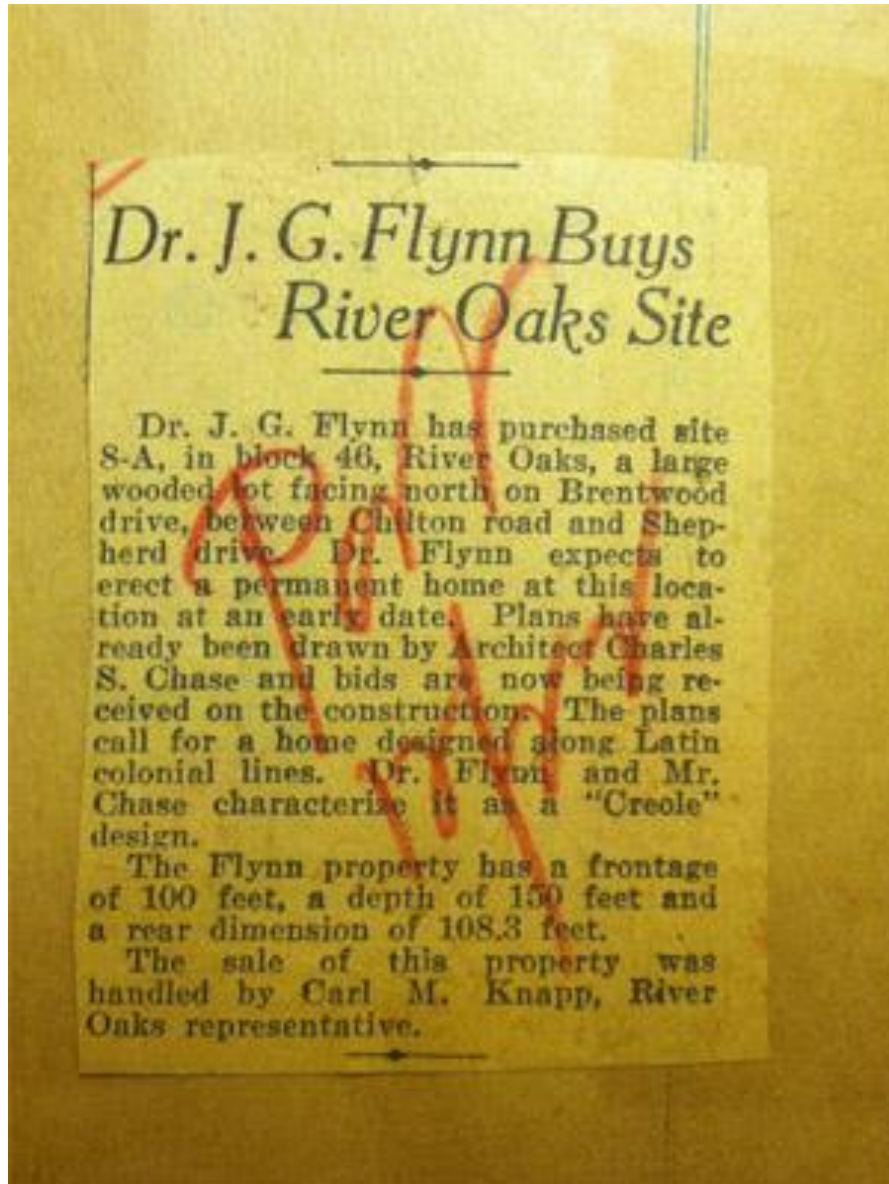 Dr. J. G. Flynn Buys
River Oaks Site
Dr. J. G. Flynn has purchased site
8-A, in block 46, River Oaks, a large
wooded lot facing north on Brentwood
drive, between Chilton road and Shep-
herd drive. Dr. Flynn expects to
erect a permanent home at this loca-
tion at an early date. Plans have al-
ready been drawn by Architect Charles
S. Chase and bids are now being re-
ceived on the construction. The plans
call for a home designed along Latin
colonial lines. Dr. Flynn and Mr.
Chase characterize it as a "Creole"
design.
The Flynn property has a frontage
of 100 feet, a depth of 150 feet and
a rear dimension of 108.3 feet.
The sale of this property was
handled by Carl M. Knapp, River
Oaks representative.